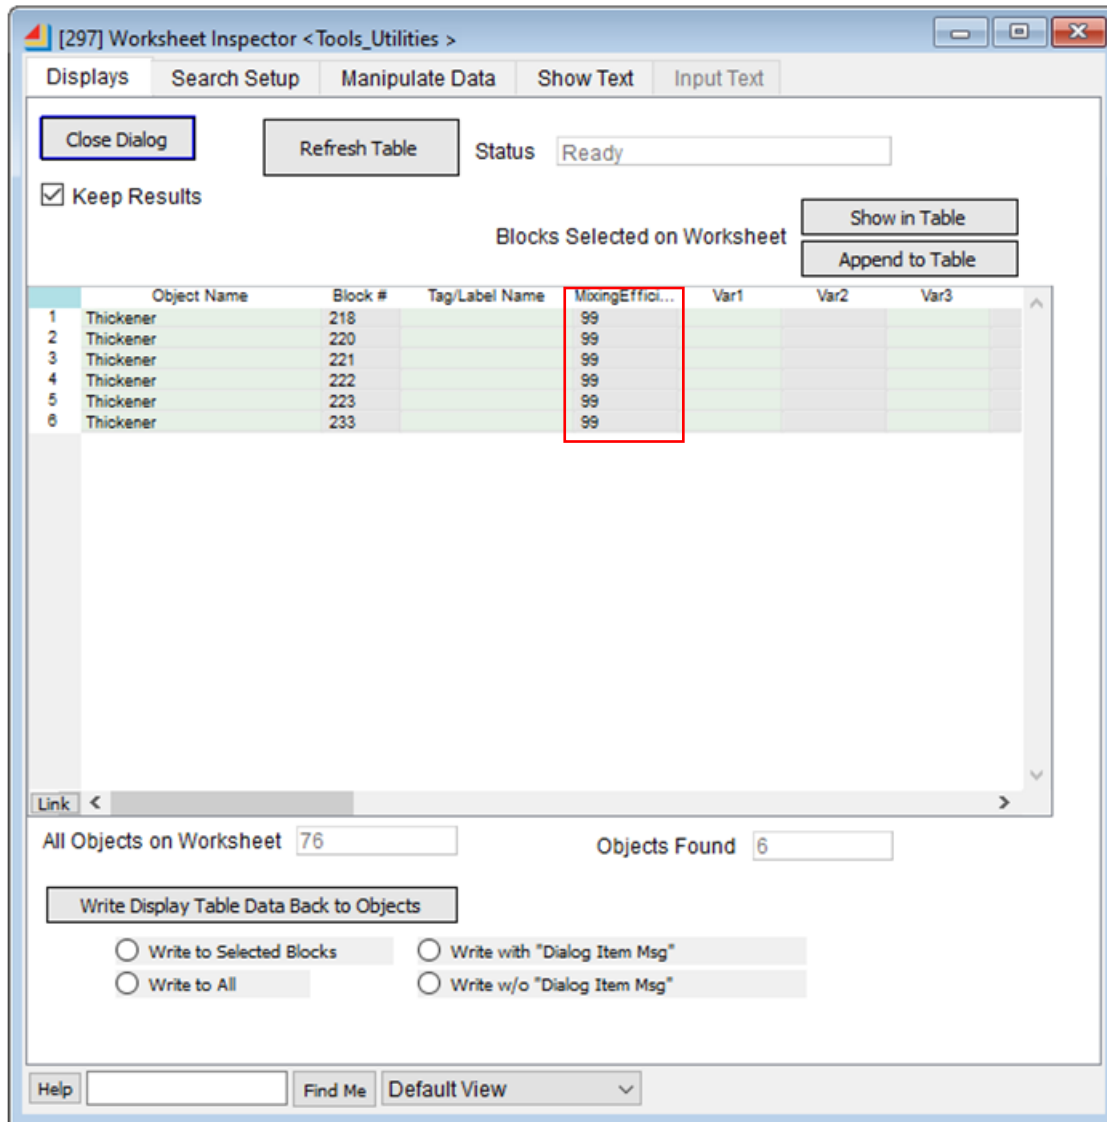 [297] Worksheet Inspector <Tools_Utilities >
Displays Search Setup Manipulate Data Show Text Input Text
Close Dialog Refresh Table Status Ready
Keep Results
Show in Table
Blocks Selected on Worksheet
Append to Table
Object Name Block # Tag/Label Name MixingEffici... Var1 Var2 Var3
1 Thickener 218 99
2 Thickener 220 99
3 Thickener 221 99
4 Thickener 222 99
5 Thickener 223 99
6 Thickener 233 99
Link
All Objects on Worksheet 76 Objects Found 6
Write Display Table Data Back to Objects
Write to Selected Blocks Write with "Dialog Item Msg"
Write to All Write w/o "Dialog Item Msg"
Help Find Me Default View